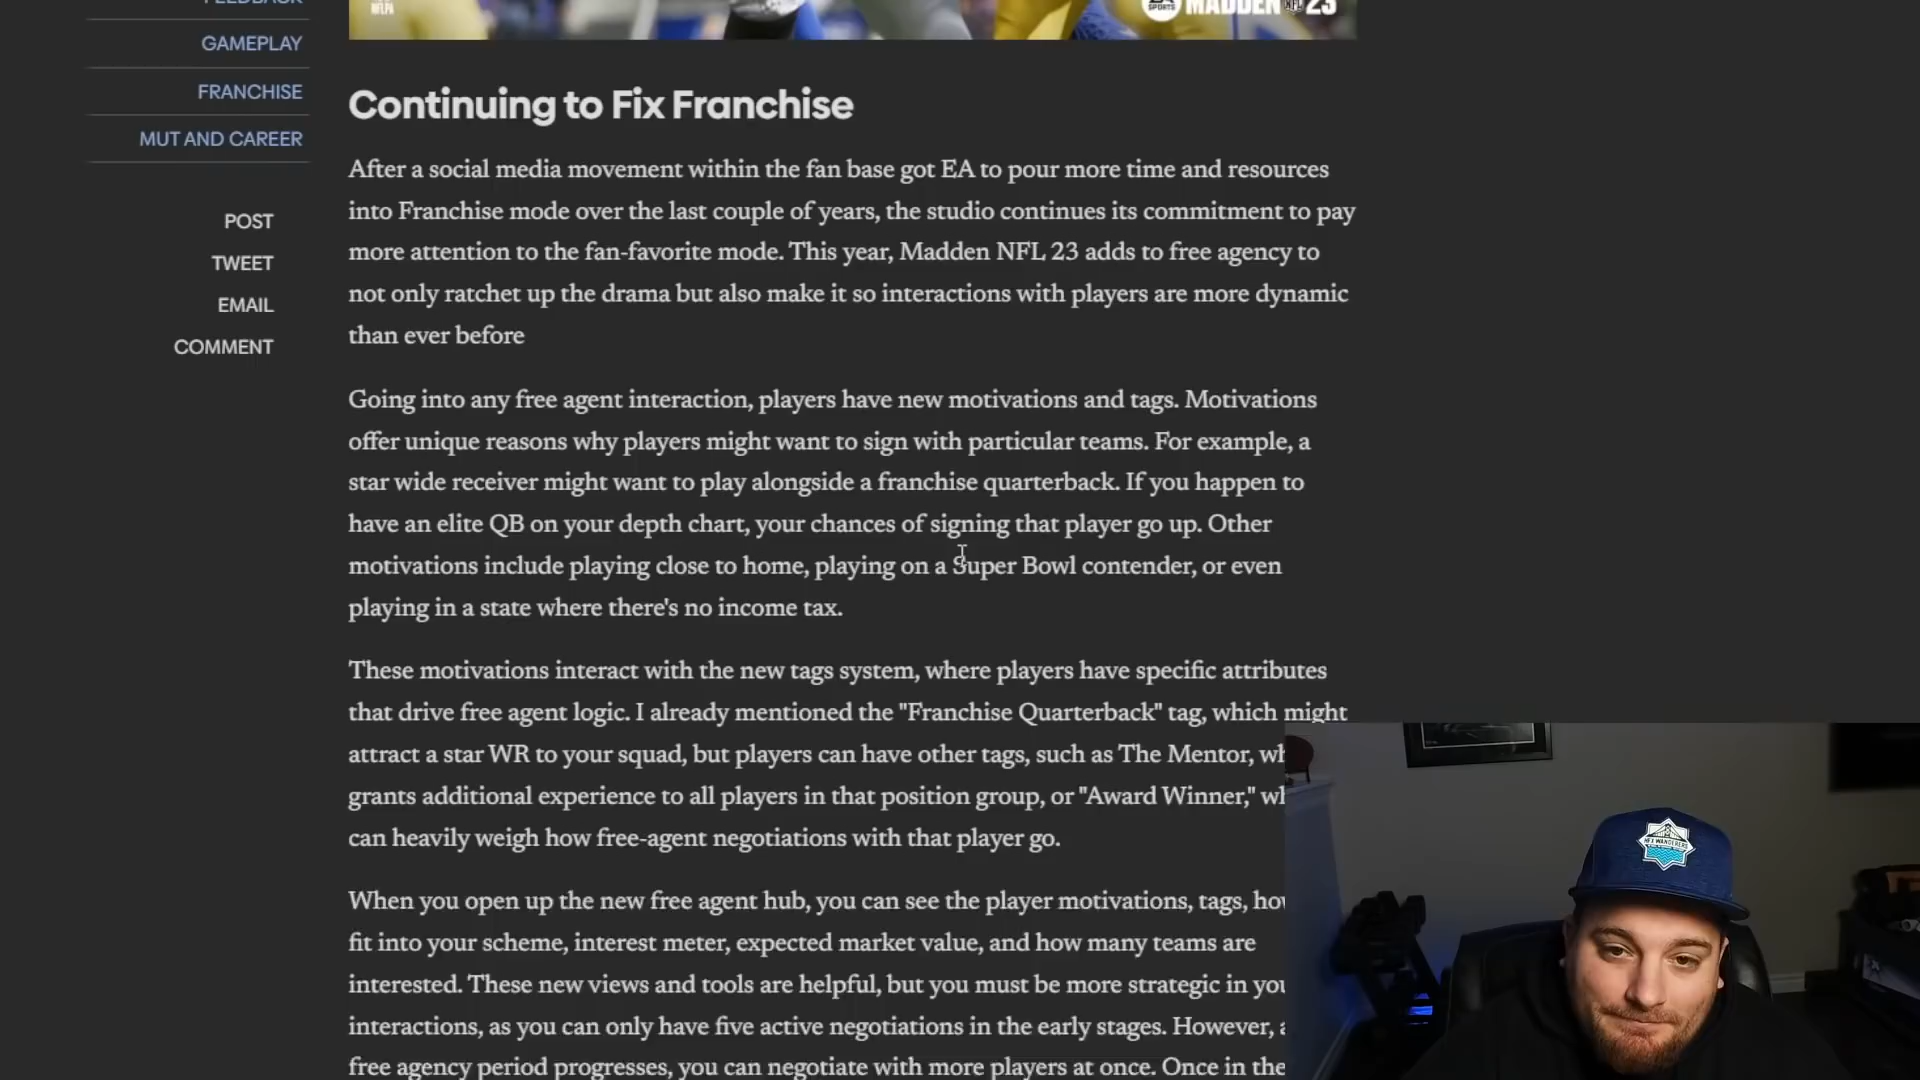 FEEDBACK
GAMEPLAY
FRANCHISE
MUT AND CAREER
POST
TWEET
EMAIL
COMMENT
NFLPA
EA SPORTS MADDEN NFL 23
Continuing to Fix Franchise
After a social media movement within the fan base got EA to pour more time and resources
into Franchise mode over the last couple of years, the studio continues its commitment to pay
more attention to the fan-favorite mode. This year, Madden NFL 23 adds to free agency to
not only ratchet up the drama but also make it so interactions with players are more dynamic
than ever before
Going into any free agent interaction, players have new motivations and tags. Motivations
offer unique reasons why players might want to sign with particular teams. For example, a
star wide receiver might want to play alongside a franchise quarterback. If you happen to
have an elite QB on your depth chart, your chances of signing that player go up. Other
motivations include playing close to home, playing on a Super Bowl contender, or even
playing in a state where there's no income tax.
These motivations interact with the new tags system, where players have specific attributes
that drive free agent logic. I already mentioned the "Franchise Quarterback" tag, which might
attract a star WR to your squad, but players can have other tags, such as The Mentor,
grants additional experience to all players in that position group, or "Award Winner,"
can heavily weigh how free-agent negotiations with that player go.
When you open up the new free agent hub, you can see the player motivations, tags,
fit into your scheme, interest meter, expected market value, and how many teams are
interested. These new views and tools are helpful, but you must be more strategic in
interactions, as you can only have five active negotiations in the early stages. However,
free agency period progresses, you can negotiate with more players at once. Once in the
HFX WANDERERS